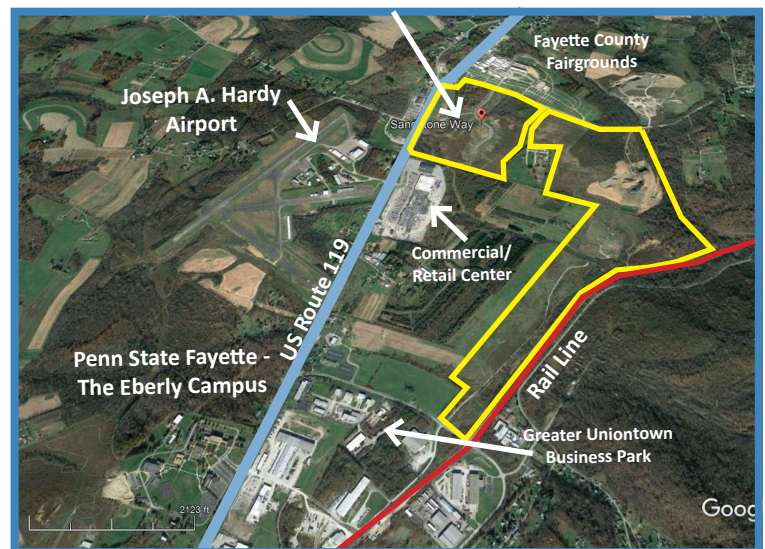 Fayette County
Fairgrounds
Joseph A. Hardy
Airport
Sandstone Way
Commercial/
Retail Center
US Route 119
Penn State Fayette -
The Eberly Campus
Rail Line
Greater Uniontown
Business Park
2123 ft
Goog